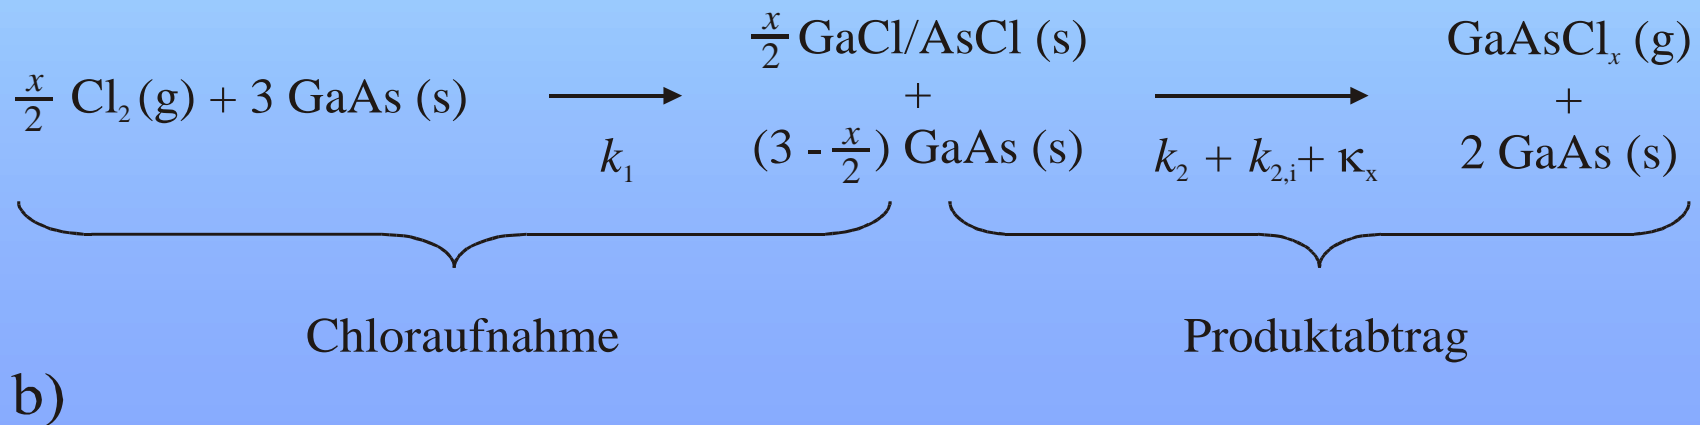 x/2 Cl₂ (g) + 3 GaAs (s) ⟶ x/2 GaCl/AsCl (s) + (3 - x/2) GaAs (s) ⟶ GaAsClₓ (g) + 2 GaAs (s)
k₁ k₂ + k₂,ᵢ + κₓ
Chloraufnahme Produktabtrag
b)